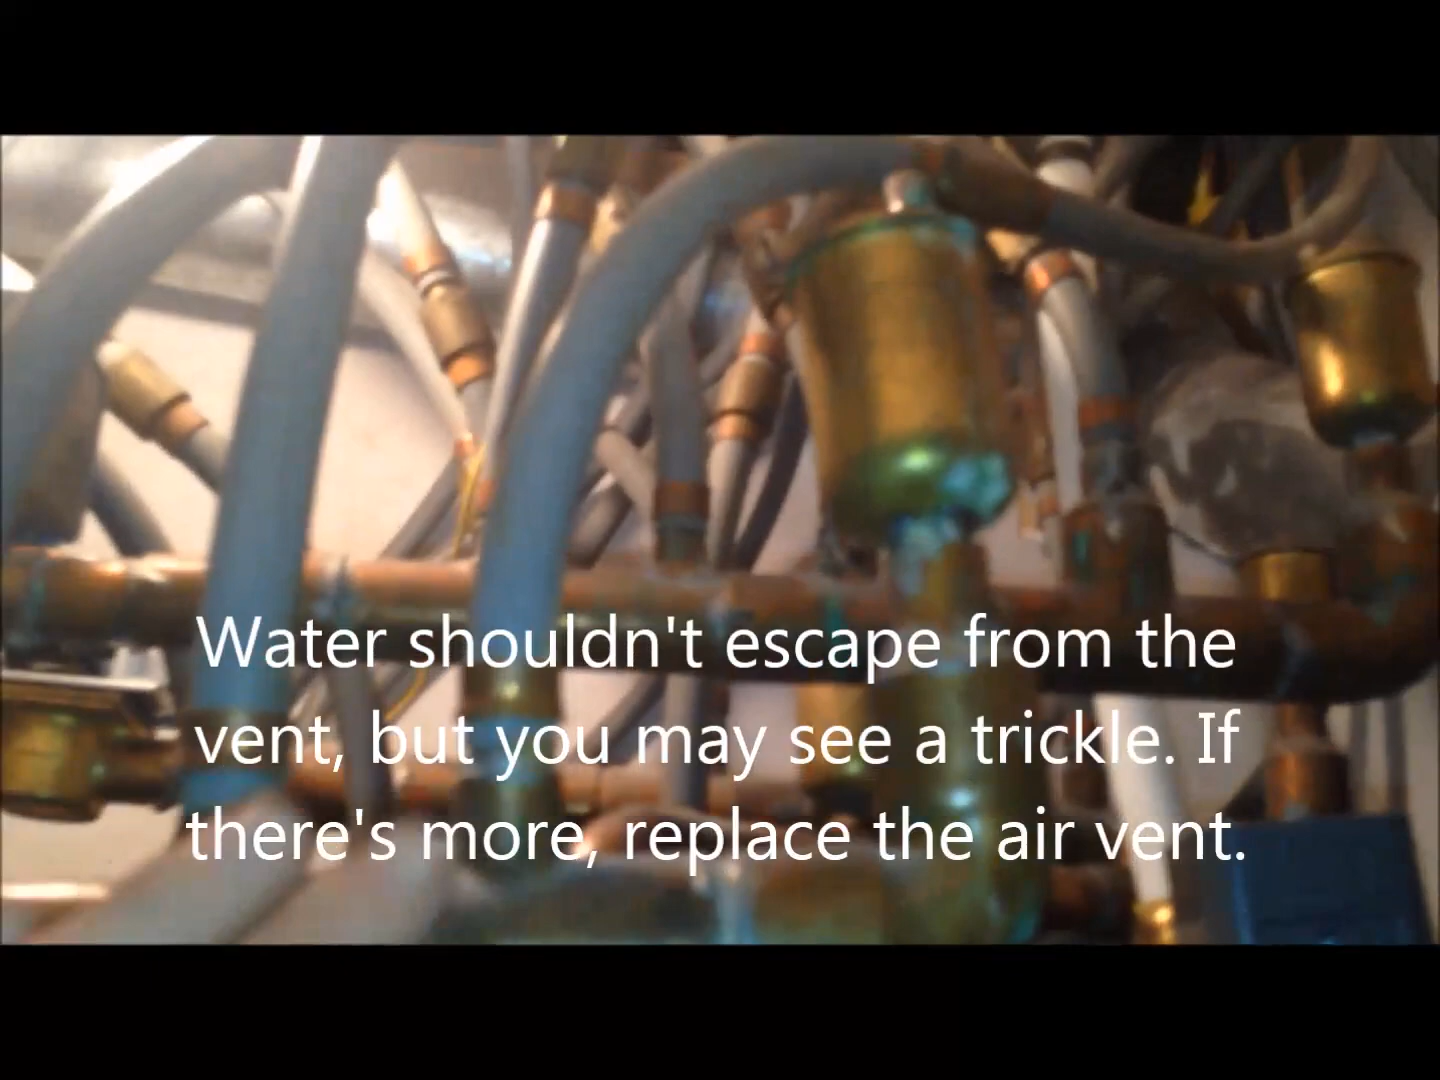 Water shouldn't escape from the
vent, but you may see a trickle. If
there's more, replace the air vent.